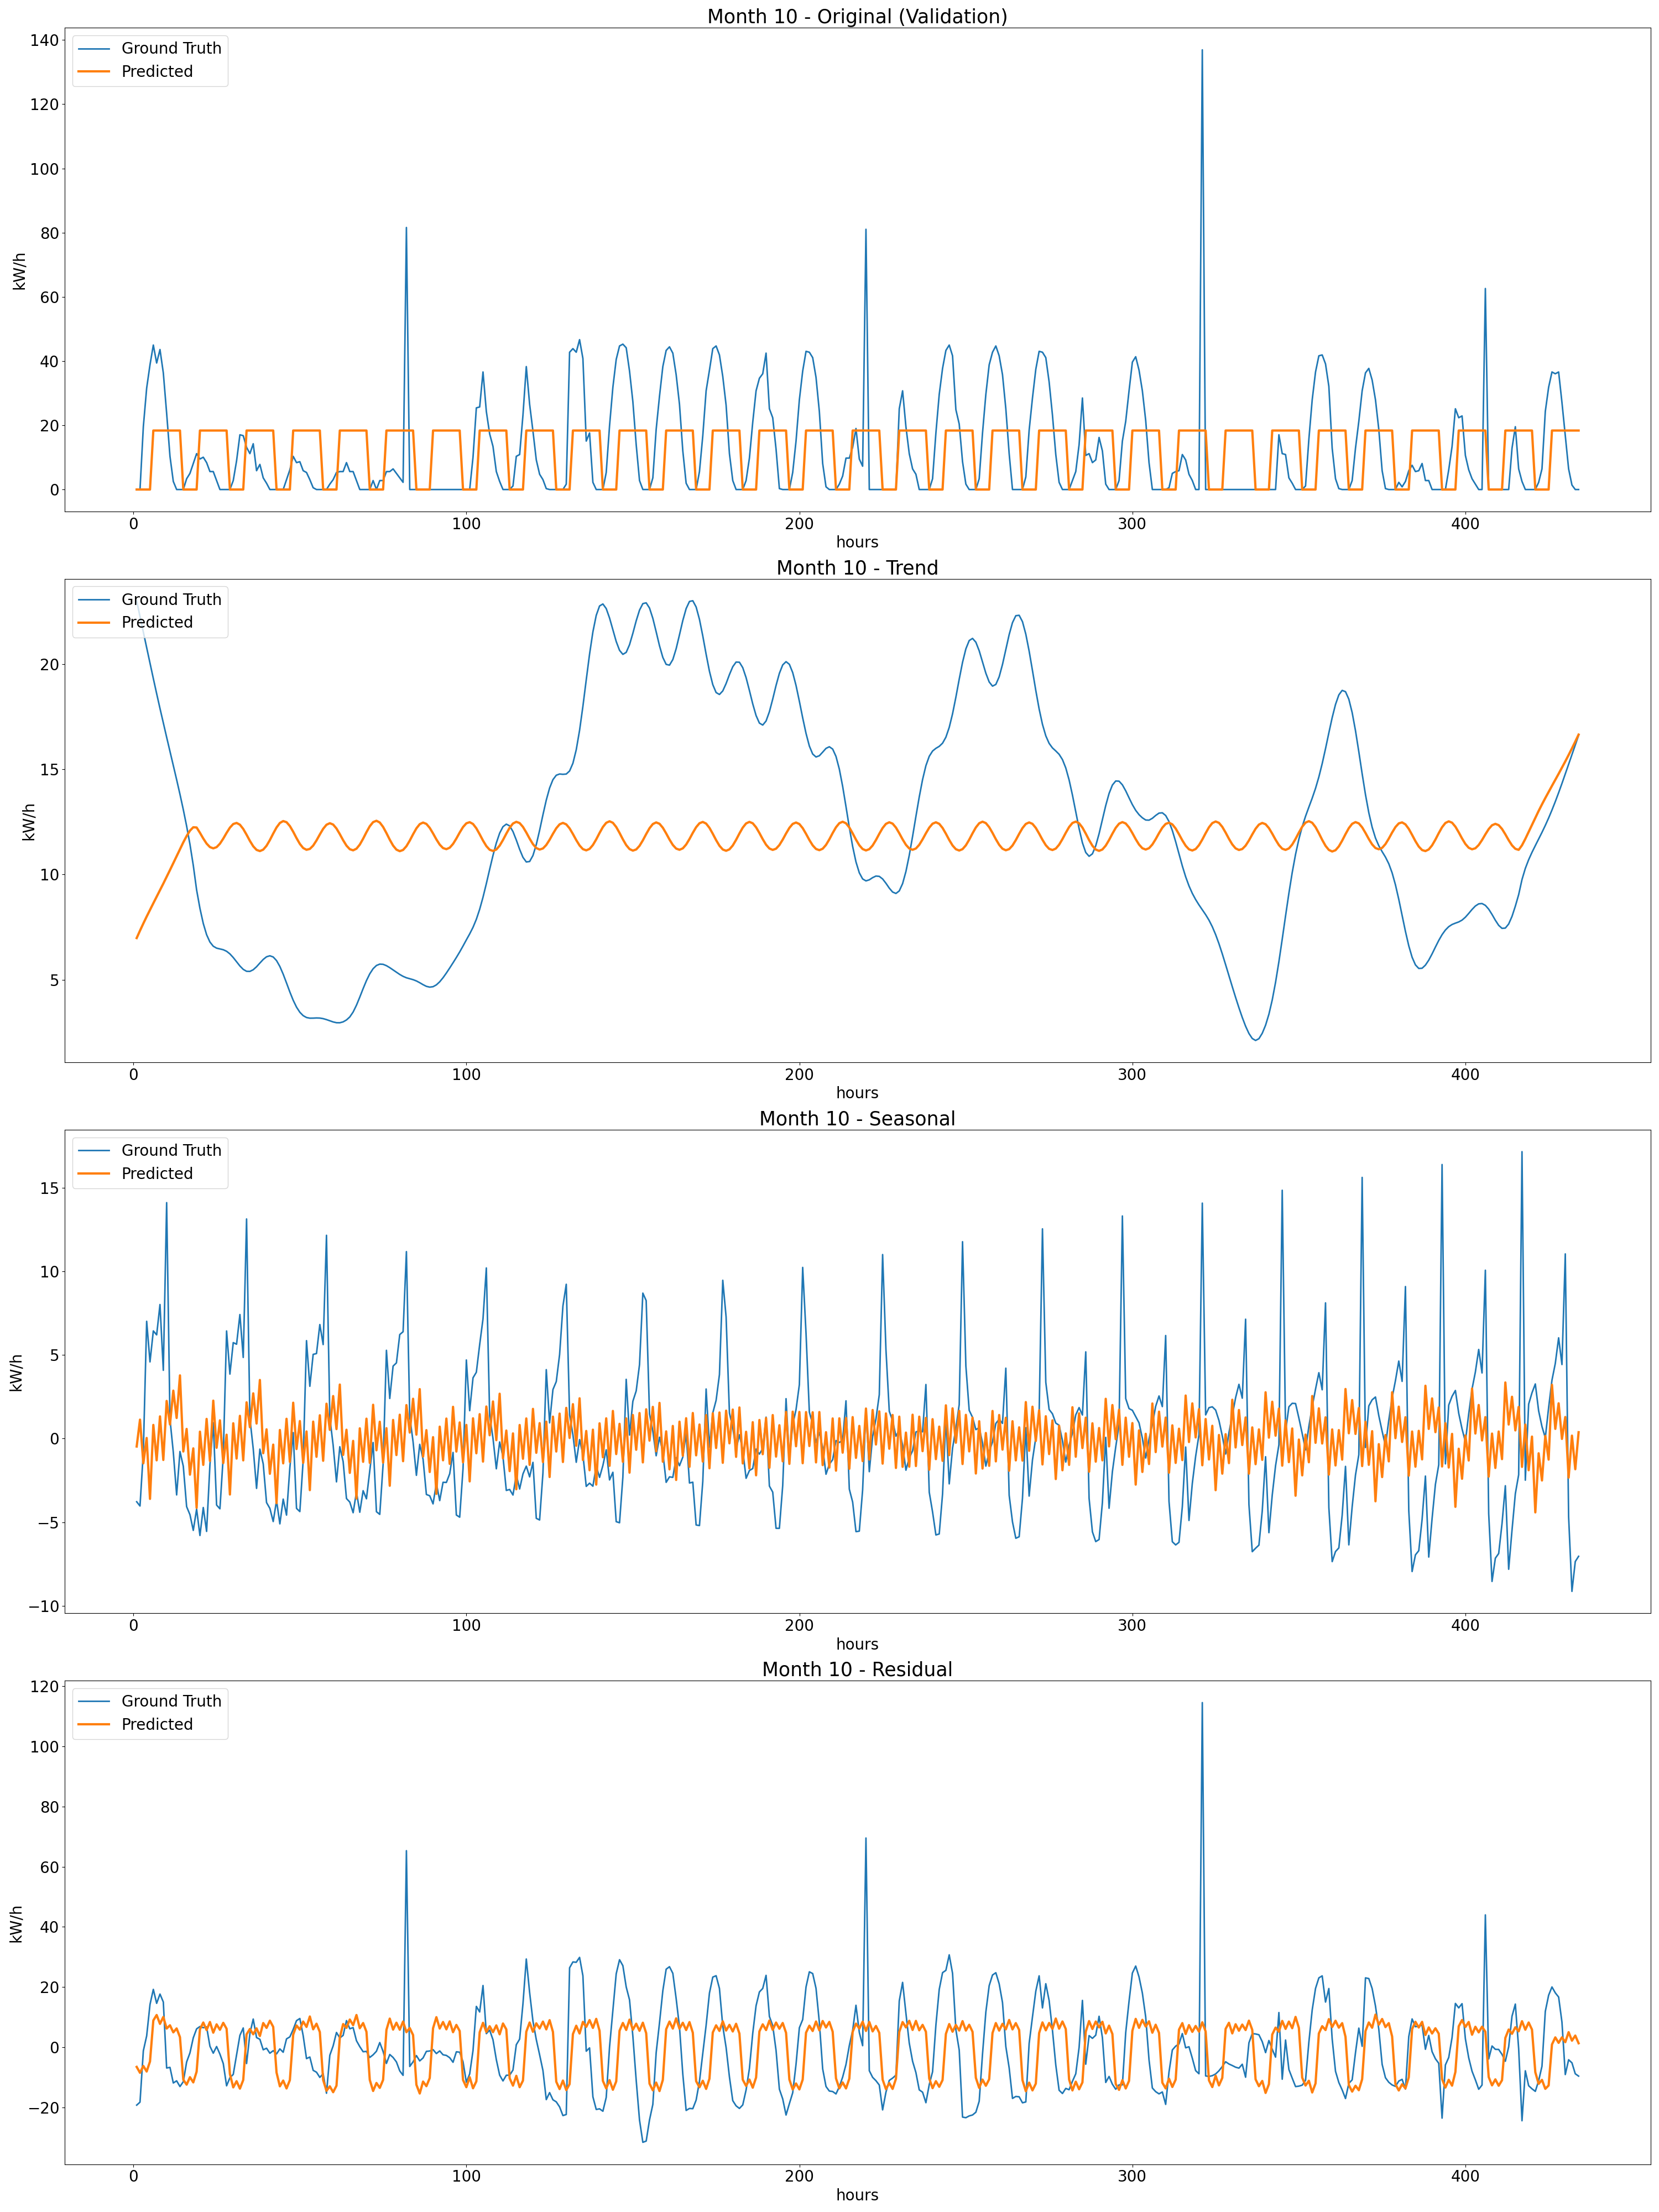 Month 10 - Original (Validation)
Ground Truth
Predicted
140
120
100
80
60
40
20
0
kW/h
0 100 200 300 400
hours
Month 10 - Trend
Ground Truth
Predicted
20
15
10
5
kW/h
0 100 200 300 400
hours
Month 10 - Seasonal
Ground Truth
Predicted
15
10
5
0
−5
−10
kW/h
0 100 200 300 400
hours
Month 10 - Residual
Ground Truth
Predicted
120
100
80
60
40
20
0
−20
kW/h
0 100 200 300 400
hours